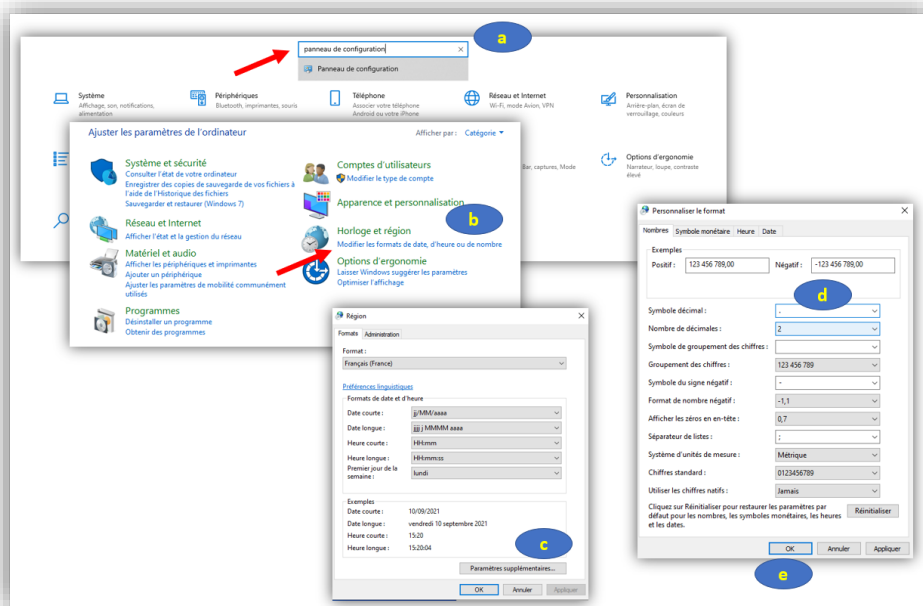 a
panneau de configuration
Panneau de configuration
Système
Affichage, son, notifications,
alimentation
Périphériques
Bluetooth, imprimantes, souris
Téléphone
Associer votre téléphone
Android ou votre iPhone
Réseau et Internet
Wi-Fi, mode Avion, VPN
Personnalisation
Arrière-plan, écran de
verrouillage, couleurs
Bar, captures, Mode
Options d'ergonomie
Narrateur, loupe, contraste
élevé
Ajuster les paramètres de l'ordinateur
Afficher par : Catégorie
Système et sécurité
Consulter l'état de votre ordinateur
Enregistrer des copies de sauvegarde de vos fichiers à
l'aide de l'Historique des fichiers
Sauvegarder et restaurer (Windows 7)
Réseau et Internet
Afficher l'état et la gestion du réseau
Matériel et audio
Afficher les périphériques et imprimantes
Ajouter un périphérique
Ajuster les paramètres de mobilité communément
utilisés
Programmes
Désinstaller un programme
Obtenir des programmes
Comptes d'utilisateurs
Modifier le type de compte
Apparence et personnalisation
b
Horloge et région
Modifier les formats de date, d'heure ou de nombre
Options d'ergonomie
Laisser Windows suggérer les paramètres
Optimiser l'affichage
Région
Formats Administration
Format :
Français (France)
Préférences linguistiques
Formats de date et d'heure
Date courte : jj/MM/aaaa
Date longue : jjjj j MMMM aaaa
Heure courte : HH:mm
Heure longue : HH:mm:ss
Premier jour de la
semaine : lundi
Exemples
Date courte : 10/09/2021
Date longue : vendredi 10 septembre 2021
Heure courte : 15:20
Heure longue : 15:20:04
c
Paramètres supplémentaires...
OK Annuler Appliquer
Personnaliser le format
Nombres Symbole monétaire Heure Date
Exemples
Positif : 123 456 789,00 Négatif : -123 456 789,00
d
Symbole décimal : .
Nombre de décimales : 2
Symbole de groupement des chiffres :
Groupement des chiffres : 123 456 789
Symbole du signe négatif : -
Format de nombre négatif : -1,1
Afficher les zéros en en-tête : 0,7
Séparateur de listes : ;
Système d'unités de mesure : Métrique
Chiffres standard : 0123456789
Utiliser les chiffres natifs : Jamais
Cliquez sur Réinitialiser pour restaurer les paramètres par
défaut pour les nombres, les symboles monétaires, les heures
et les dates.
Réinitialiser
OK Annuler Appliquer
e